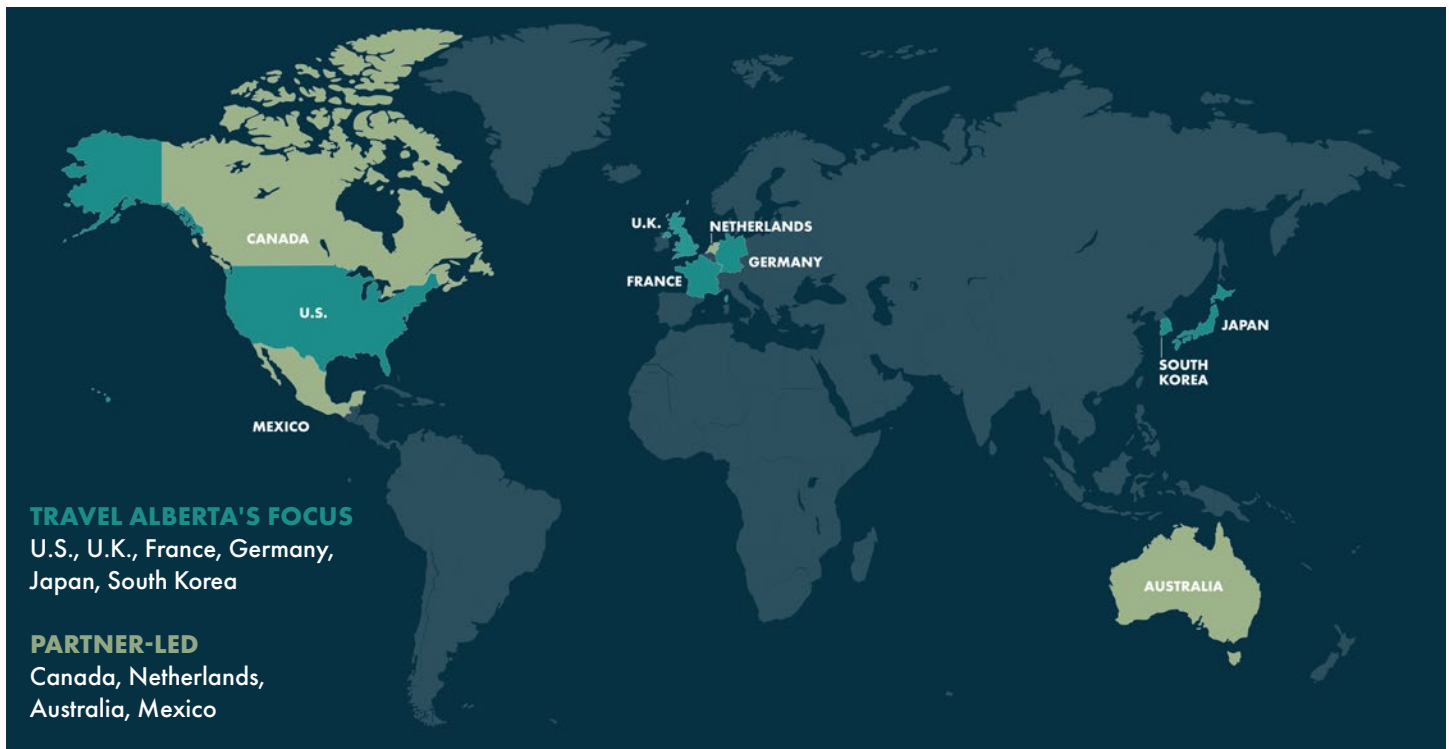 CANADA
U.S.
MEXICO
U.K.
NETHERLANDS
GERMANY
FRANCE
JAPAN
SOUTH
KOREA
AUSTRALIA
TRAVEL ALBERTA'S FOCUS
U.S., U.K., France, Germany,
Japan, South Korea
PARTNER-LED
Canada, Netherlands,
Australia, Mexico